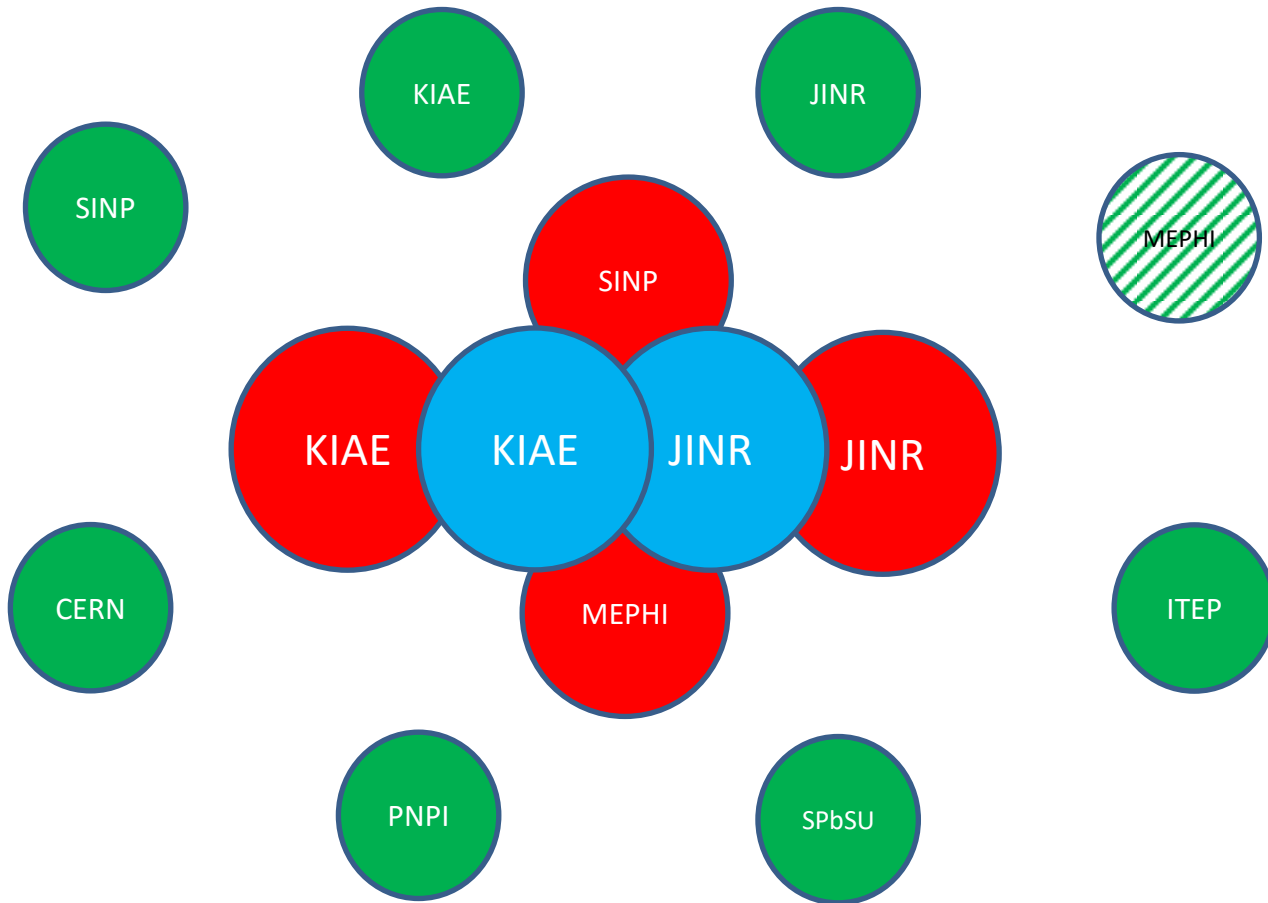 KIAE
JINR
SINP
MEPHI
SINP
KIAE
KIAE
JINR
JINR
CERN
MEPHI
ITEP
PNPI
SPbSU